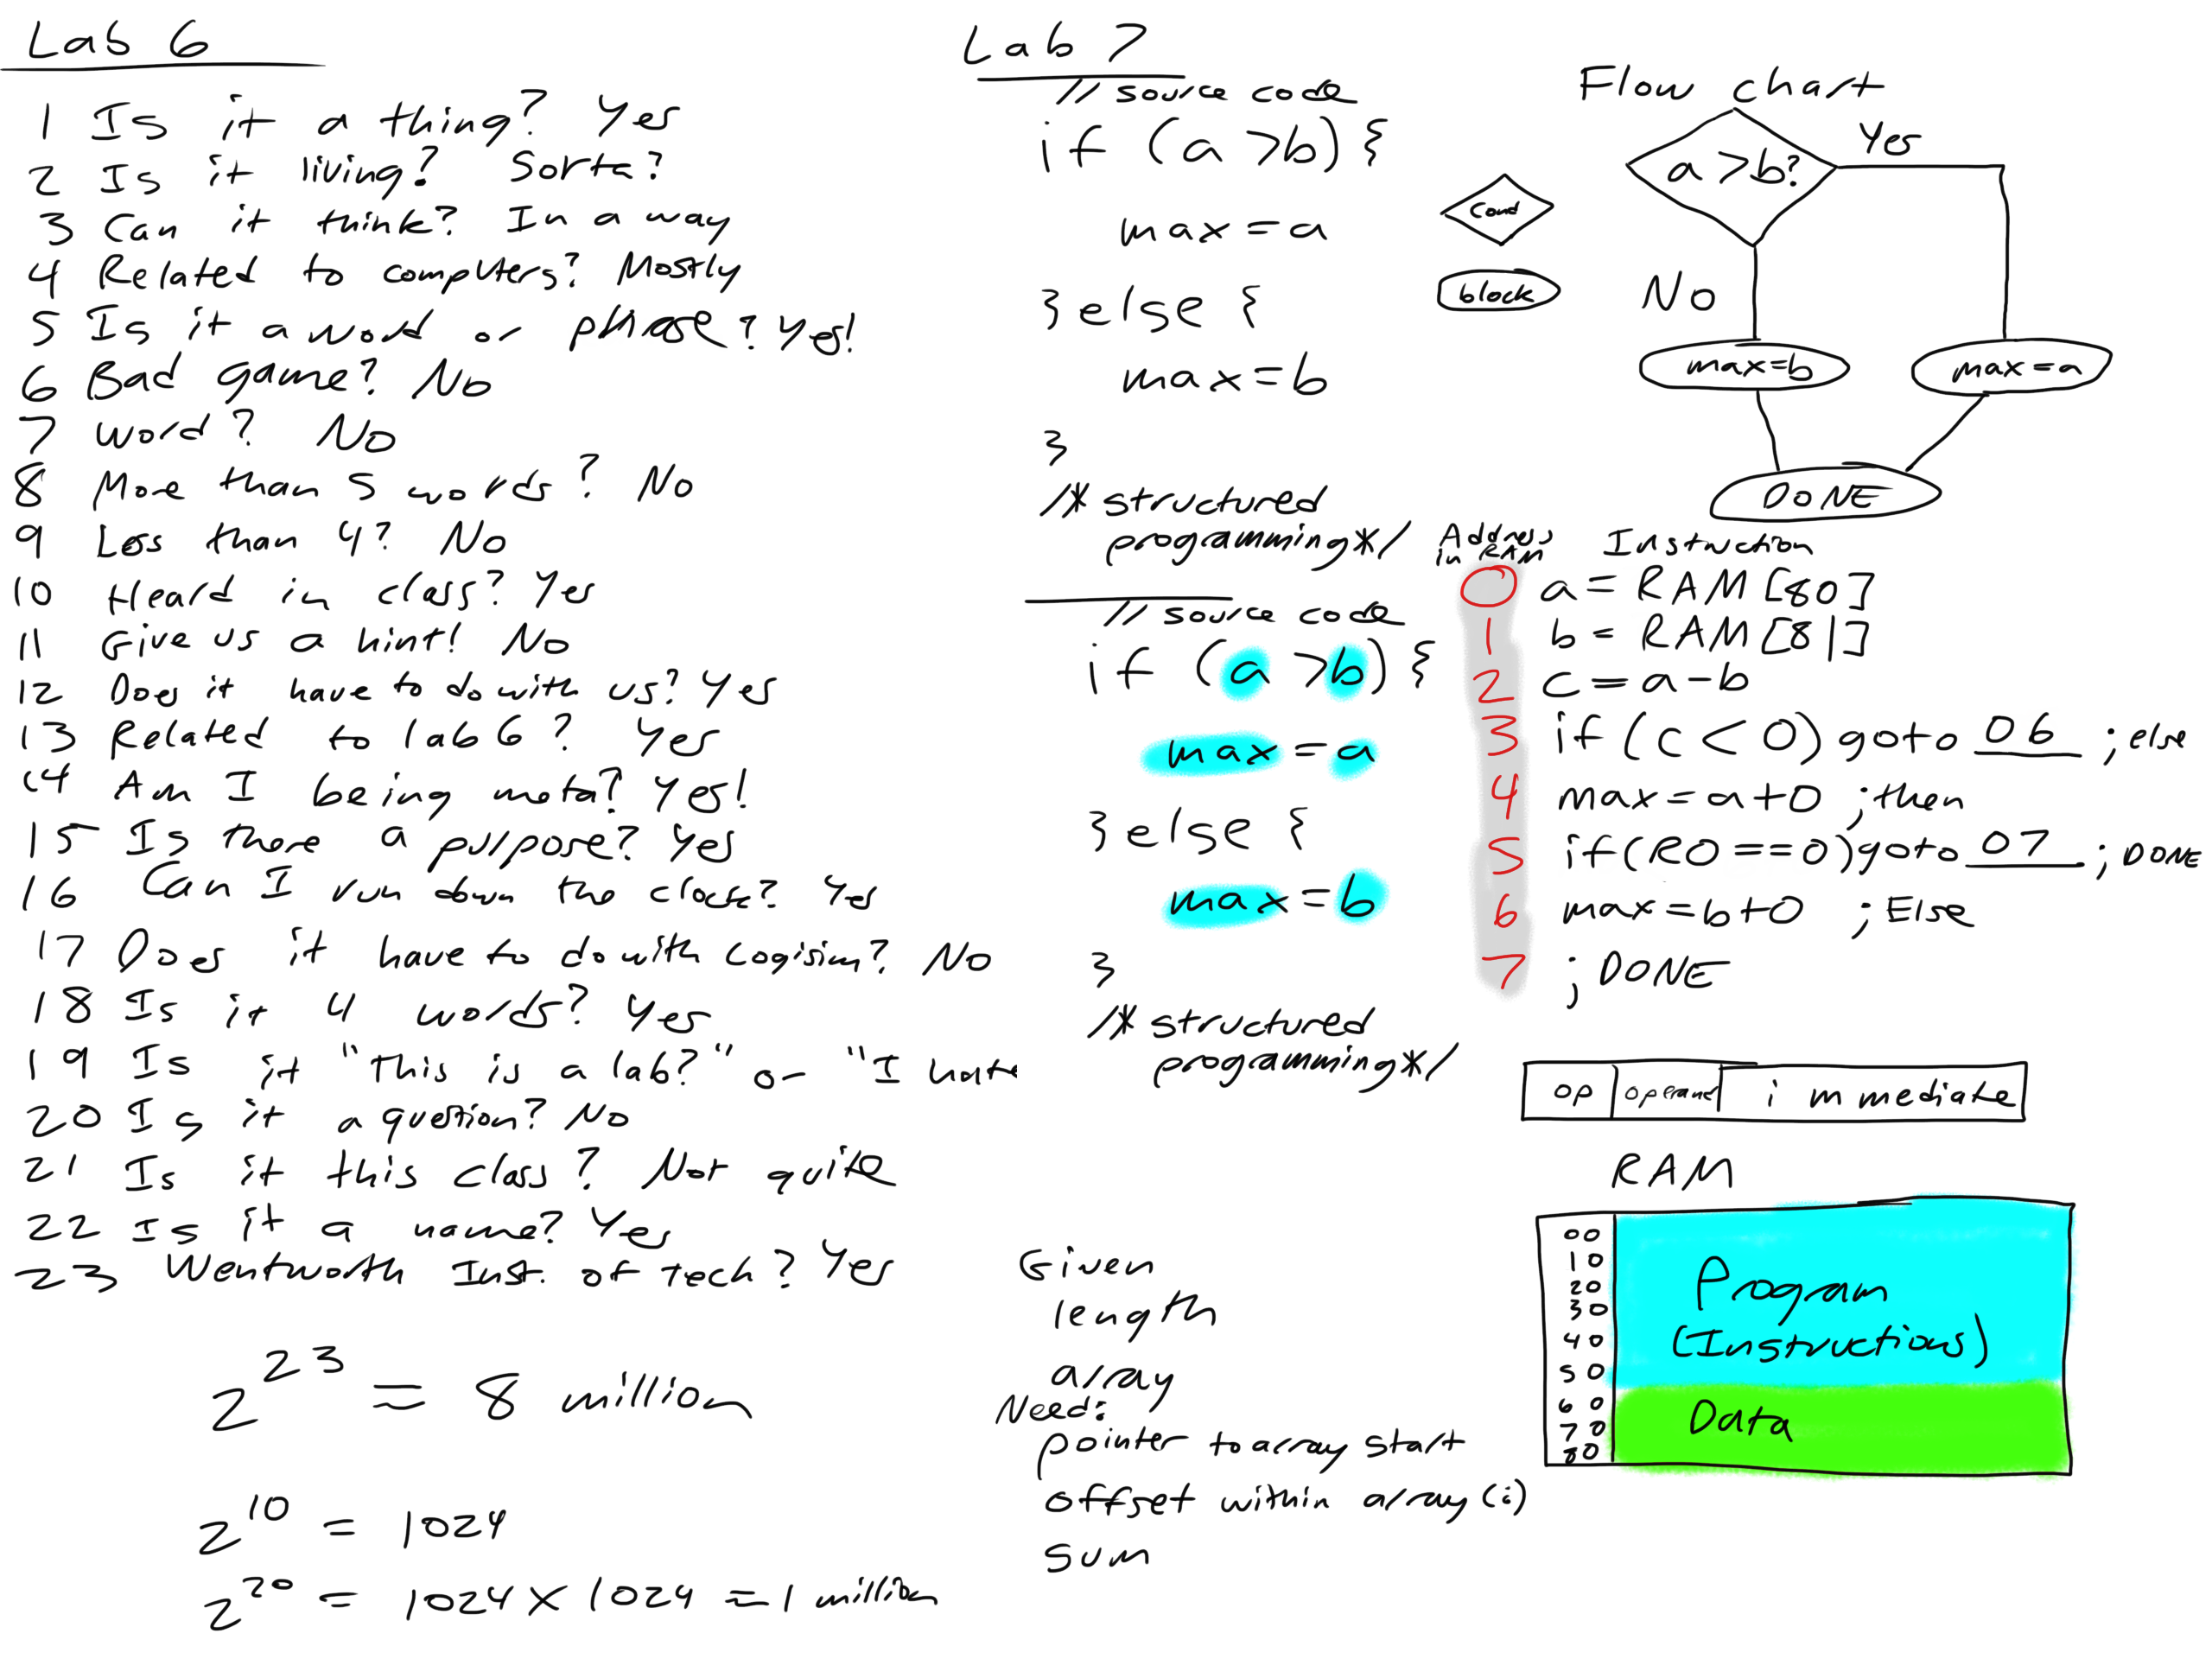 Lab 6
1 Is it a thing? Yes
2 Is it living? Sorta?
3 Can it think? In a way
4 Related to computers? Mostly
5 Is it a word or phrase? Yes!
6 Bad game? No
7 word? No
8 More than 5 words? No
9 Less than 4? No
10 Heard in class? Yes
11 Give us a hint! No
12 Does it have to do with us? Yes
13 Related to lab 6? Yes
14 Am I being meta? Yes!
15 Is there a purpose? Yes
16 Can I run down the clock? Yes
17 Does it have to do with Logisim? No
18 Is it 4 words? Yes
19 Is it "This is a lab?" or "I hate
20 Is it a question? No
21 Is it this class? Not quite
22 Is it a name? Yes
23 Wentworth Inst. of Tech? Yes
2^23 ≈ 8 million
2^10 = 1024
2^20 = 1024 × 1024 ≈ 1 million
Lab 7
// source code
if (a > b) {
max = a
} else {
max = b
}
/* structured
programming */
// source code
if (a > b) {
max = a
} else {
max = b
}
/* structured
programming */
Given
length
array
Need:
pointer to array start
offset within array (i)
sum
Flow chart
a > b?
Yes
Cond
block
No
max = b
max = a
DONE
Address in RAM
Instruction
0 a = RAM[80]
1 b = RAM[81]
2 c = a - b
3 if (c < 0) goto 06 ; else
4 max = a + 0 ; then
5 if (R0 == 0) goto 07 ; DONE
6 max = b + 0 ; Else
7 ; DONE
op operand immediate
RAM
00
10
20
30
40
50
60
70
80
Program
(Instructions)
Data